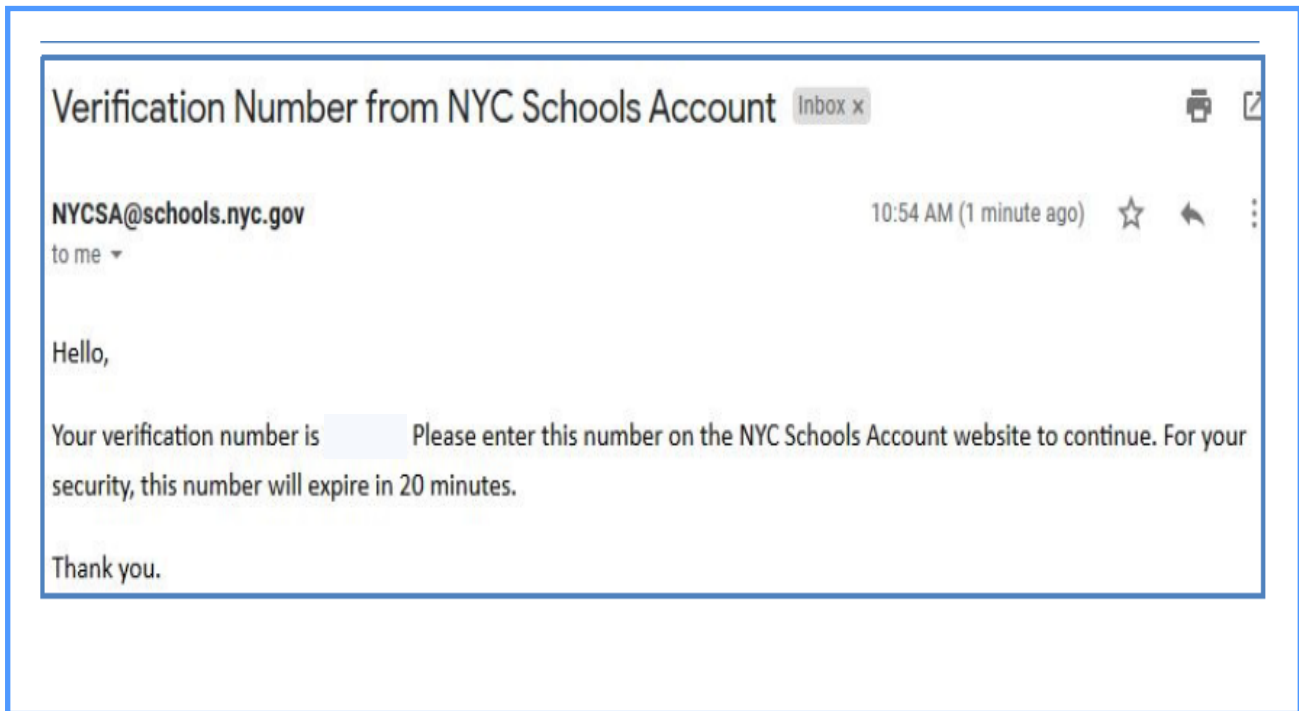 Verification Number from NYC Schools Account Inbox x
NYCSA@schools.nyc.gov 10:54 AM (1 minute ago)
to me
Hello,
Your verification number is Please enter this number on the NYC Schools Account website to continue. For your
security, this number will expire in 20 minutes.
Thank you.